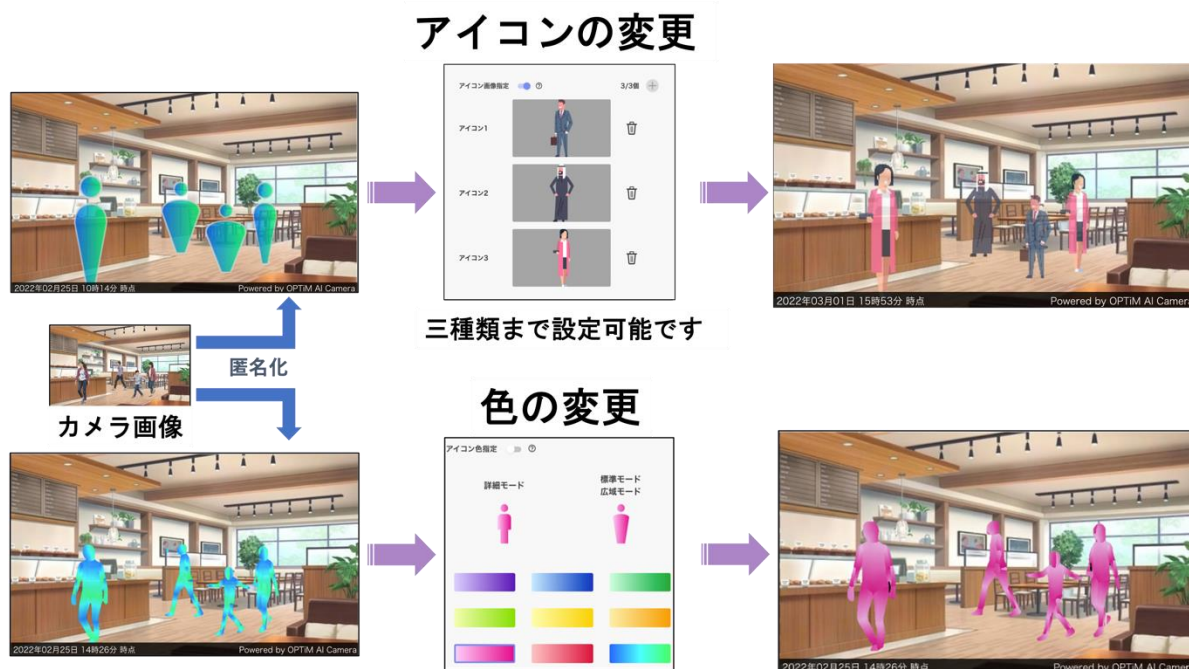 アイコンの変更
アイコン画像指定
3/3個
アイコン1
アイコン2
アイコン3
2022年02月25日 10時14分 時点
Powered by OPTiM AI Camera
2022年03月01日 15時53分 時点
Powered by OPTiM AI Camera
三種類まで設定可能です
匿名化
カメラ画像
色の変更
アイコン色指定
詳細モード
標準モード
広域モード
2022年02月25日 14時26分 時点
Powered by OPTiM AI Camera
2022年02月25日 14時26分 時点
Powered by OPTiM AI Camera